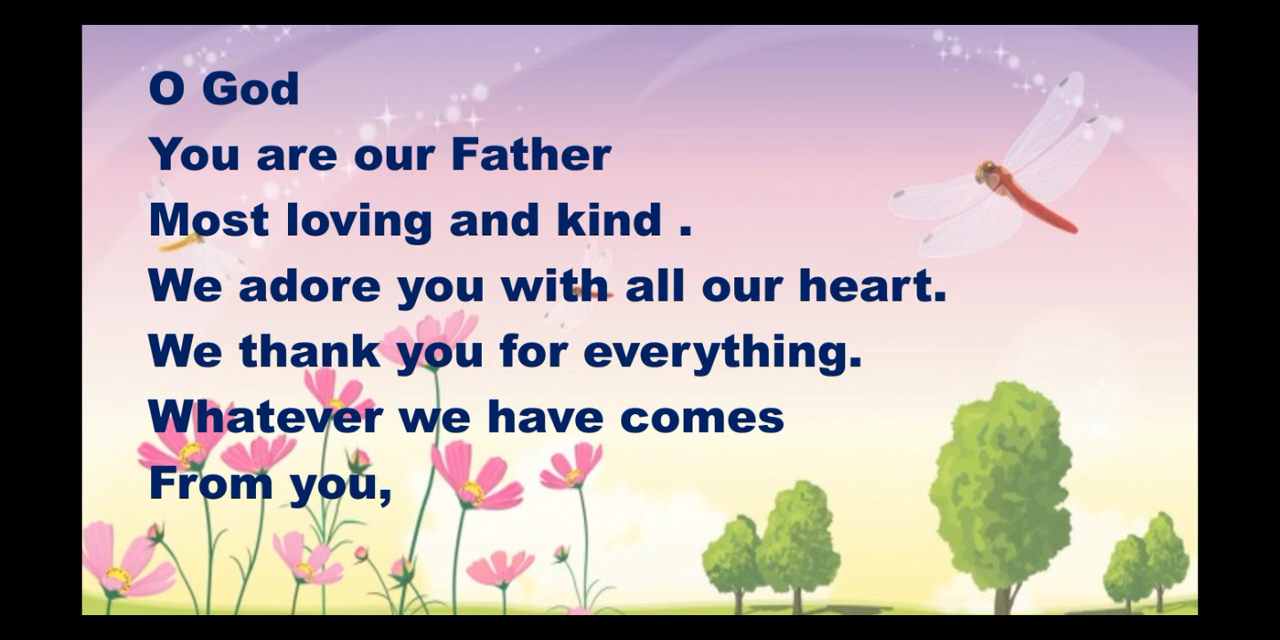 O God
You are our Father
Most loving and kind .
We adore you with all our heart.
We thank you for everything.
Whatever we have comes
From you,